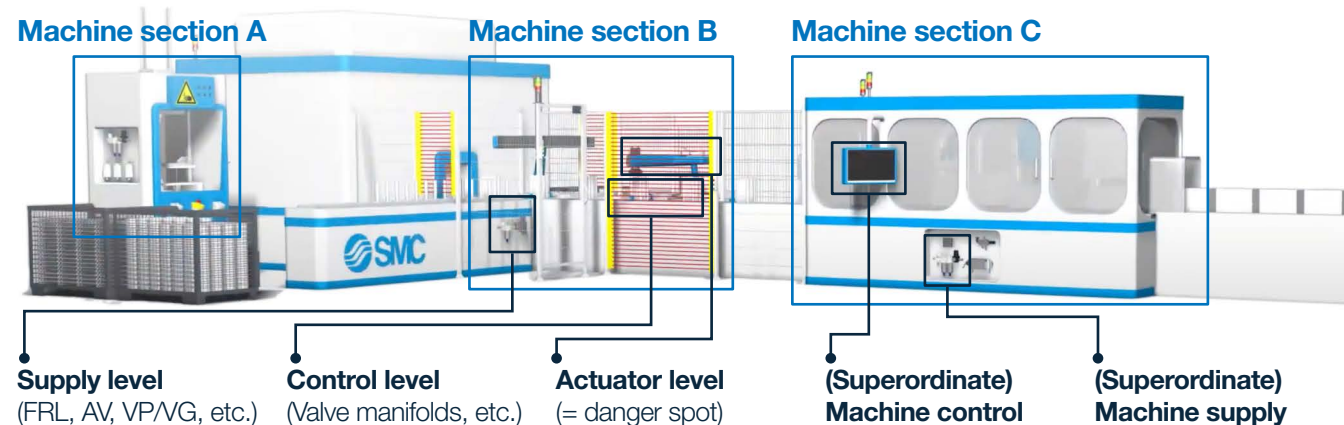 Machine section A
Machine section B
Machine section C
SMC
Supply level
(FRL, AV, VP/VG, etc.)
Control level
(Valve manifolds, etc.)
Actuator level
(= danger spot)
(Superordinate)
Machine control
(Superordinate)
Machine supply